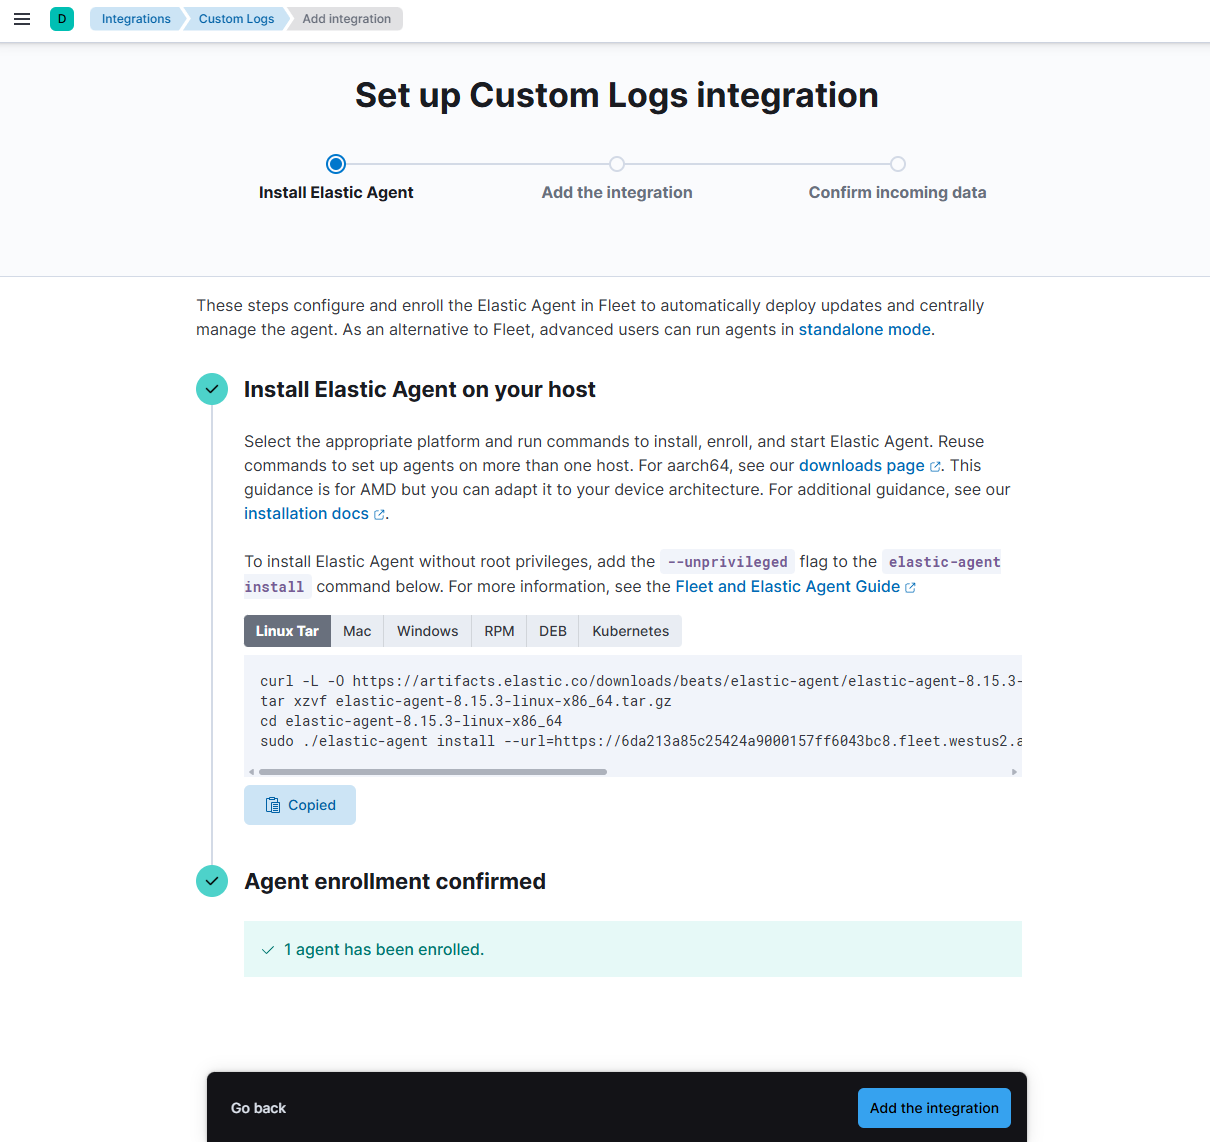 D
Integrations
Custom Logs
Add integration
Set up Custom Logs integration
Install Elastic Agent
Add the integration
Confirm incoming data
These steps configure and enroll the Elastic Agent in Fleet to automatically deploy updates and centrally
manage the agent. As an alternative to Fleet, advanced users can run agents in standalone mode.
Install Elastic Agent on your host
Select the appropriate platform and run commands to install, enroll, and start Elastic Agent. Reuse
commands to set up agents on more than one host. For aarch64, see our downloads page. This
guidance is for AMD but you can adapt it to your device architecture. For additional guidance, see our
installation docs.
To install Elastic Agent without root privileges, add the --unprivileged flag to the elastic-agent
install command below. For more information, see the Fleet and Elastic Agent Guide
Linux Tar
Mac
Windows
RPM
DEB
Kubernetes
curl -L -O https://artifacts.elastic.co/downloads/beats/elastic-agent/elastic-agent-8.15.3-
tar xzvf elastic-agent-8.15.3-linux-x86_64.tar.gz
cd elastic-agent-8.15.3-linux-x86_64
sudo ./elastic-agent install --url=https://6da213a85c25424a9000157ff6043bc8.fleet.westus2.a
Copied
Agent enrollment confirmed
1 agent has been enrolled.
Go back
Add the integration